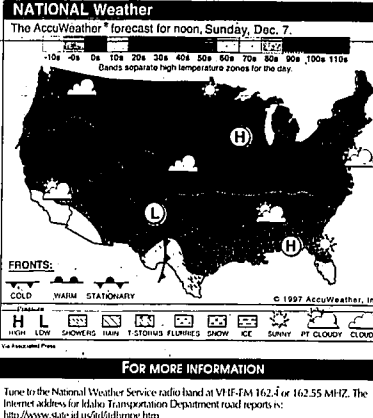 NATIONAL Weather
The AccuWeather® forecast for noon, Sunday, Dec. 7.
-10s -0s 0s 10s 20s 30s 40s 50s 60s 70s 80s 90s 100s 110s
Bands separate high temperature zones for the day.
H
L
H
FRONTS:
COLD WARM STATIONARY
© 1997 AccuWeather, In
Pressure
H L
HIGH LOW SHOWERS RAIN T-STORMS FLURRIES SNOW ICE SUNNY PT CLOUDY CLOUD
Via Associated Press
FOR MORE INFORMATION
Tune to the National Weather Service radio band at VHF-FM 162.4 or 162.55 MHZ. The
Internet address for Idaho Transportation Department road reports is: